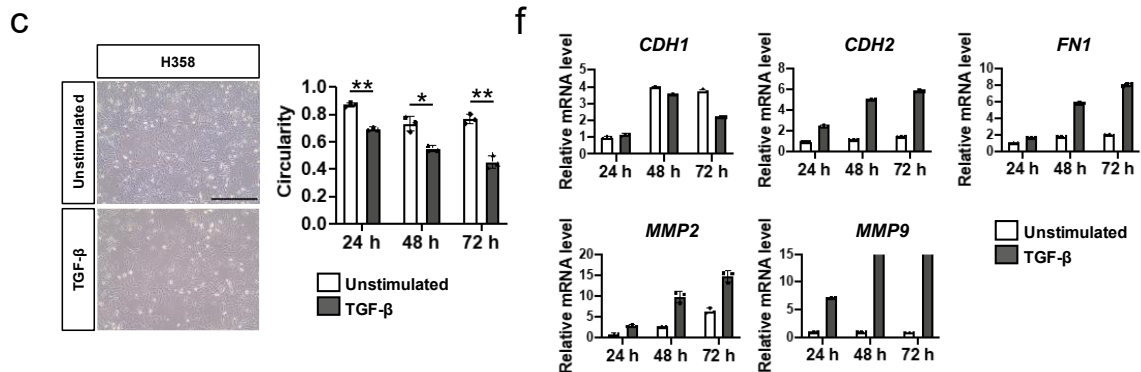 c
H358
Unstimulated
TGF-β
Circularity
1.0
0.8
0.6
0.4
0.2
0.0
**
*
**
24 h
48 h
72 h
Unstimulated
TGF-β
f
CDH1
Relative mRNA level
5
4
3
2
1
0
24 h
48 h
72 h
CDH2
Relative mRNA level
8
6
4
2
0
24 h
48 h
72 h
FN1
Relative mRNA level
10
8
6
4
2
0
24 h
48 h
72 h
MMP2
Relative mRNA level
20
15
10
5
0
24 h
48 h
72 h
MMP9
Relative mRNA level
15
10
5
0
24 h
48 h
72 h
Unstimulated
TGF-β